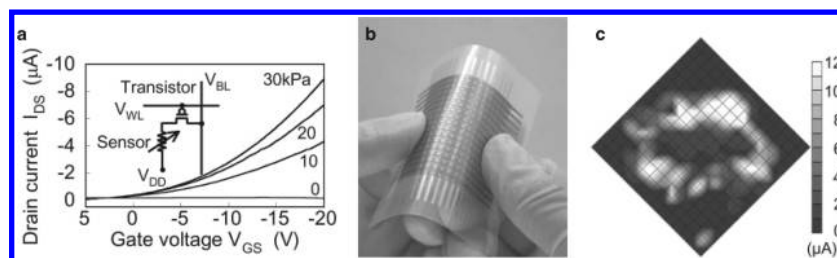 a
Drain current I_DS (μA)
-10
-8
-6
-4
-2
0
5
0
-5
-10
-15
-20
Gate voltage V_GS (V)
Transistor
V_BL
V_WL
Sensor
V_DD
30kPa
20
10
0
b
c
12
10
8
6
4
2
0
(μA)